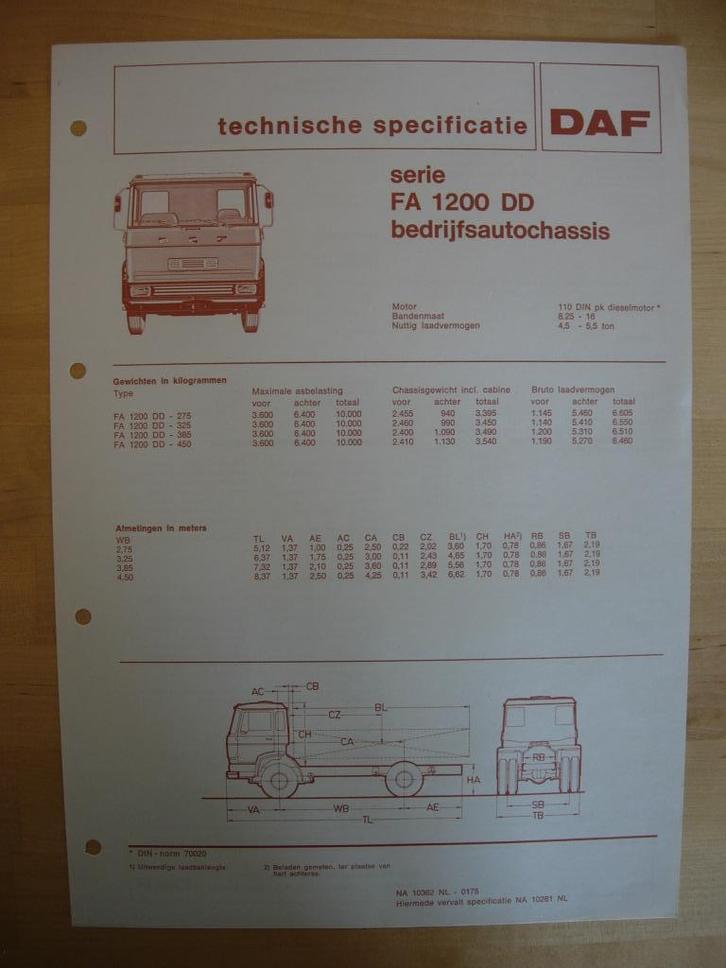 technische specificatie
DAF
serie
FA 1200 DD
bedrijfsautochassis
Motor 110 DIN pk dieselmotor *
Bandenmaat 8.25 - 16
Nuttig laadvermogen 4,5 - 5,5 ton
Gewichten in kilogrammen
Type Maximale asbelasting Chassisgewicht incl. cabine Bruto laadvermogen
voor achter totaal voor achter totaal voor achter totaal
FA 1200 DD - 275 3.600 6.400 10.000 2.455 940 3.395 1.145 5.460 6.605
FA 1200 DD - 325 3.600 6.400 10.000 2.460 990 3.450 1.140 5.410 6.550
FA 1200 DD - 385 3.600 6.400 10.000 2.400 1.090 3.490 1.200 5.310 6.510
FA 1200 DD - 450 3.600 6.400 10.000 2.410 1.130 3.540 1.190 5.270 6.460
Afmetingen in meters
WB TL VA AE AC CA CB CZ BL¹) CH HA²) RB SB TB
2,75 5,12 1,37 1,00 0,25 2,50 0,22 2,02 3,60 1,70 0,78 0,86 1,67 2,19
3,25 6,37 1,37 1,75 0,25 3,00 0,11 2,43 4,65 1,70 0,78 0,86 1,67 2,19
3,85 7,32 1,37 2,10 0,25 3,60 0,11 2,89 5,56 1,70 0,78 0,86 1,67 2,19
4,50 8,37 1,37 2,50 0,25 4,25 0,11 3,42 6,62 1,70 0,78 0,86 1,67 2,19
AC CB
BL
CZ
CH
CA
RB
HA
VA WB AE
SB
TL
TB
* DIN - norm 70020
1) Uitwendige laadbaklengte
2) Beladen gemeten, ter plaatse van
hart achteras.
NA 10362 NL - 0175
Hiermede vervalt specificatie NA 10281 NL